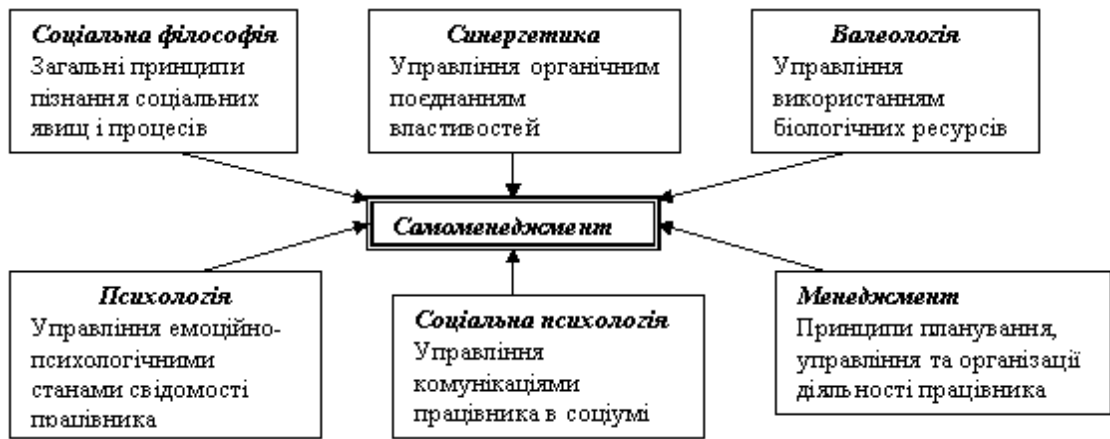 Соціальна філософія
Загальні принципи
пізнання соціальних
явищ і процесів
Синергетика
Управління органічним
поєднанням
властивостей
Валеологія
Управління
використанням
біологічних ресурсів
Самоменеджмент
Психологія
Управління емоційно-
психологічними
станами свідомості
працівника
Соціальна психологія
Управління
комунікаціями
працівника в соціумі
Менеджмент
Принципи планування,
управління та організації
діяльності працівника